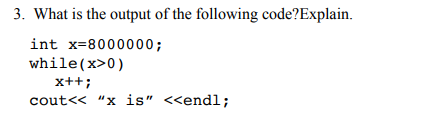 3. What is the output of the following code?Explain.
int x=8000000;
while(x>0)
x++;
cout<< “x is” <<endl;